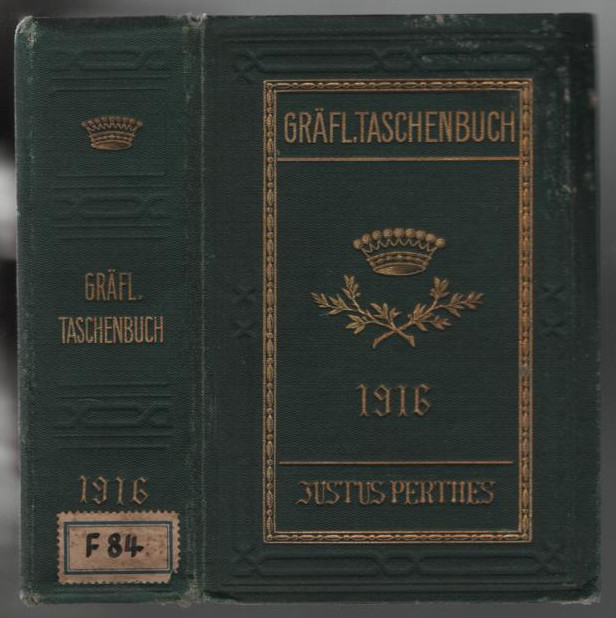 GRÄFL.
TASCHENBUCH
1916
F 84.
GRÄFL. TASCHENBUCH
1916
JUSTUS PERTHES